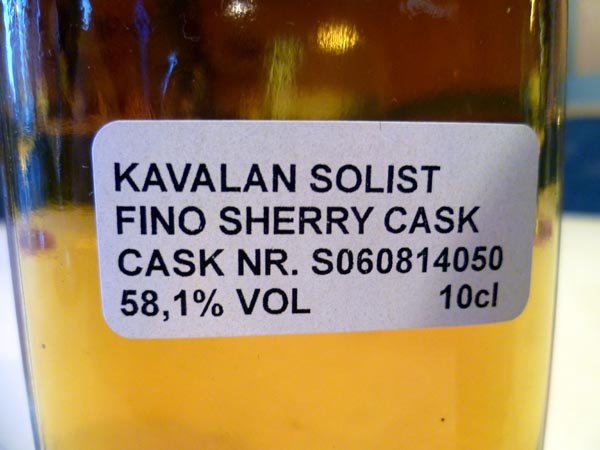 KAVALAN SOLIST
FINO SHERRY CASK
CASK NR. S060814050
58,1% VOL 10cl